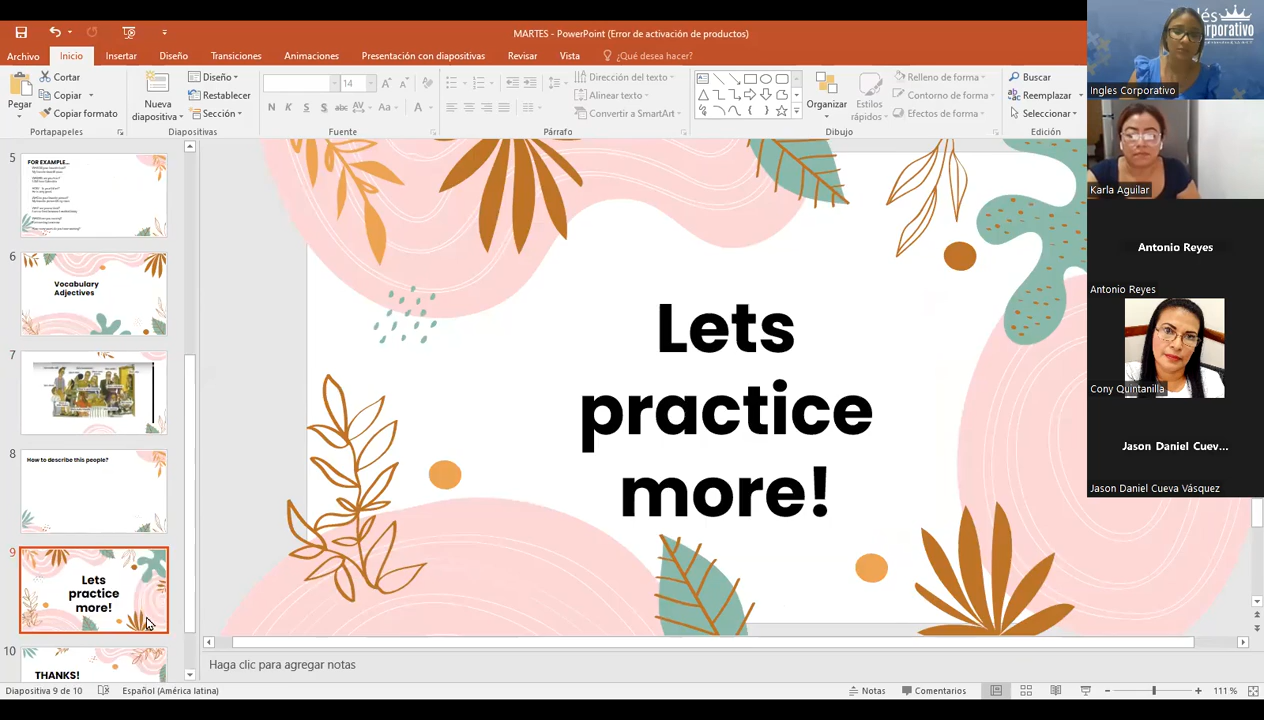 MARTES - PowerPoint (Error de activación de productos)
Archivo Inicio Insertar Diseño Transiciones Animaciones Presentación con diapositivas Revisar Vista ¿Qué desea hacer?
Pegar
Cortar
Copiar
Copiar formato
Portapapeles
Nueva
diapositiva
Diseño
Restablecer
Sección
Diapositivas
14
N K S abc AV Aa A
Fuente
Dirección del texto
Alinear texto
Convertir a SmartArt
Párrafo
Organizar
Estilos
rápidos
Relleno de forma
Contorno de forma
Efectos de forma
Dibujo
Buscar
Reemplazar
Seleccionar
Edición
5
FOR EXAMPLE...
6
Vocabulary
Adjectives
7
8
How to describe this people?
9
Lets
practice
more!
10
THANKS!
Lets
practice
more!
Haga clic para agregar notas
Diapositiva 9 de 10 Español (América latina) Notas Comentarios 111 %
Ingles Corporativo
Karla Aguilar
Antonio Reyes
Antonio Reyes
Cony Quintanilla
Jason Daniel Cuev...
Jason Daniel Cueva Vásquez